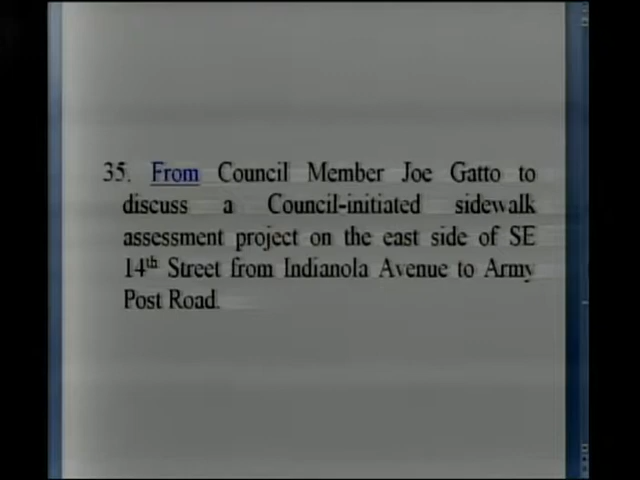 35. From Council Member Joe Gatto to
discuss a Council-initiated sidewalk
assessment project on the east side of SE
14th Street from Indianola Avenue to Army
Post Road.